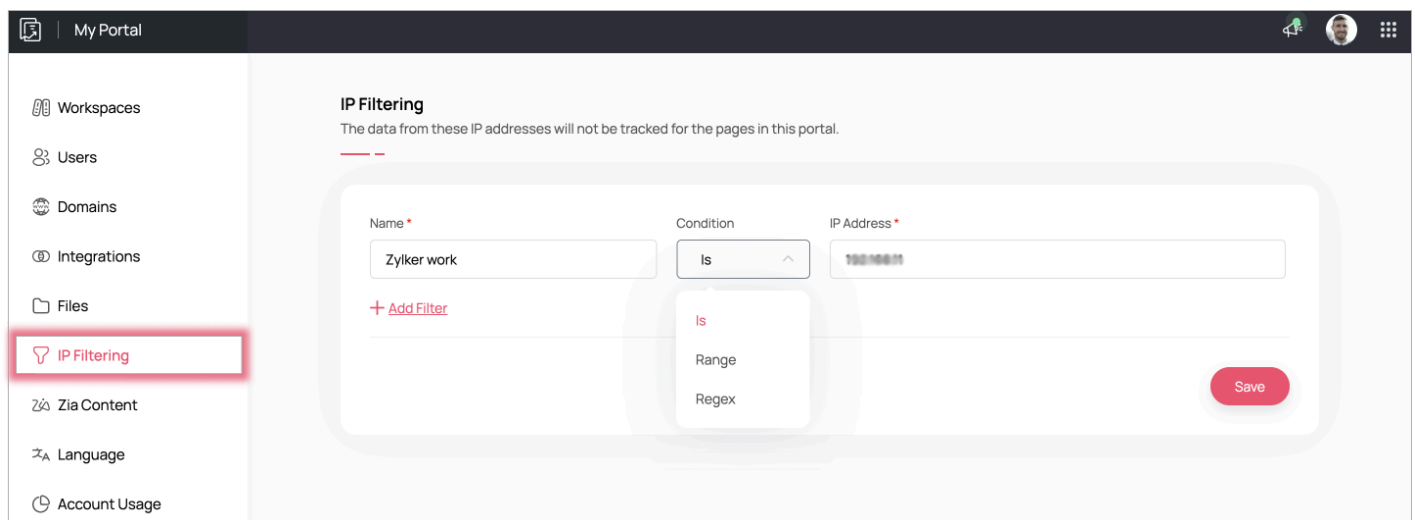 My Portal
Workspaces
Users
Domains
Integrations
Files
IP Filtering
Zia Content
Language
Account Usage
IP Filtering
The data from these IP addresses will not be tracked for the pages in this portal.
Name *
Condition
IP Address *
Zylker work
Is
+ Add Filter
Is
Range
Regex
Save